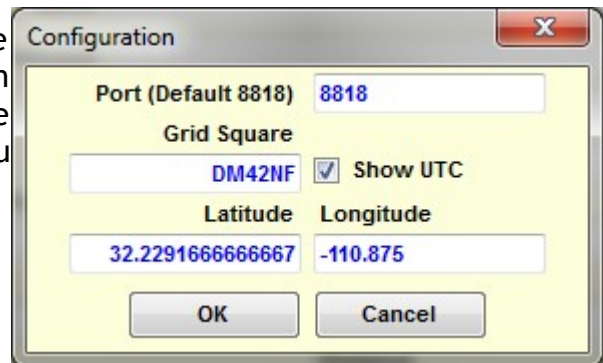 Configuration
Port (Default 8818) 8818
Grid Square
DM42NF Show UTC
Latitude Longitude
32.2291666666667 -110.875
OK Cancel